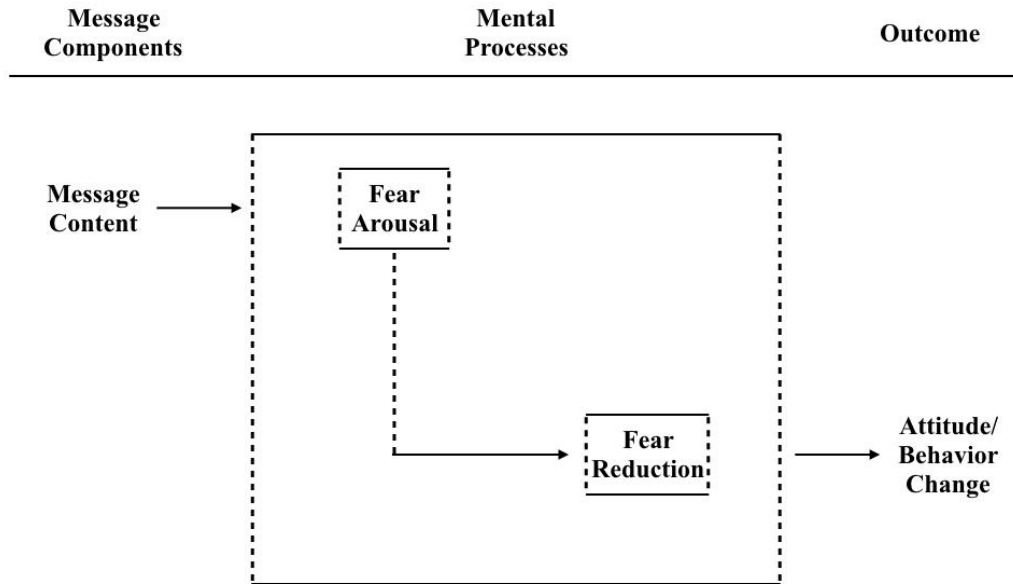 Message
Components
Mental
Processes
Outcome
Message
Content
Fear
Arousal
Fear
Reduction
Attitude/
Behavior
Change